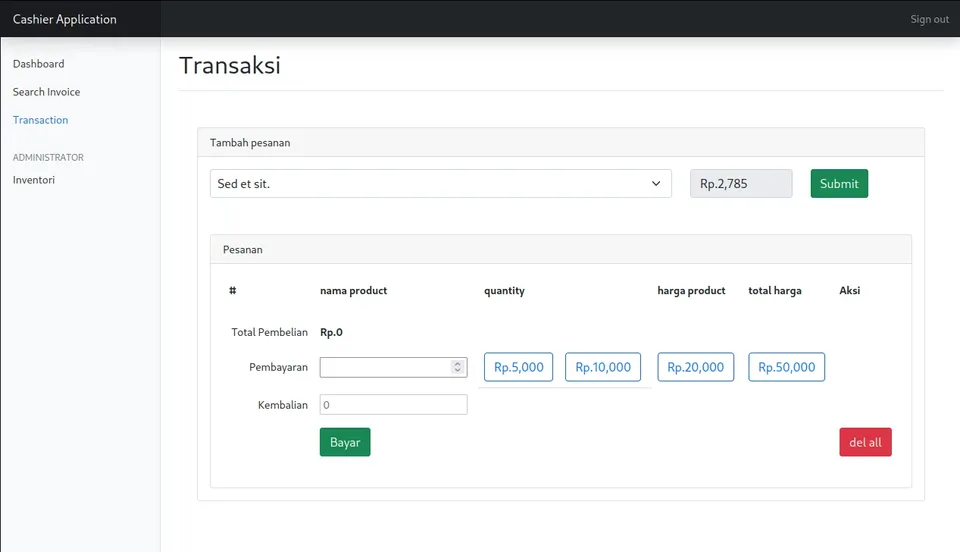 Cashier Application
Sign out
Dashboard
Search Invoice
Transaction
ADMINISTRATOR
Inventori
Transaksi
Tambah pesanan
Sed et sit. Rp.2,785 Submit
Pesanan
# nama product quantity harga product total harga Aksi
Total Pembelian Rp.0
Pembayaran Rp.5,000 Rp.10,000 Rp.20,000 Rp.50,000
Kembalian 0
Bayar del all